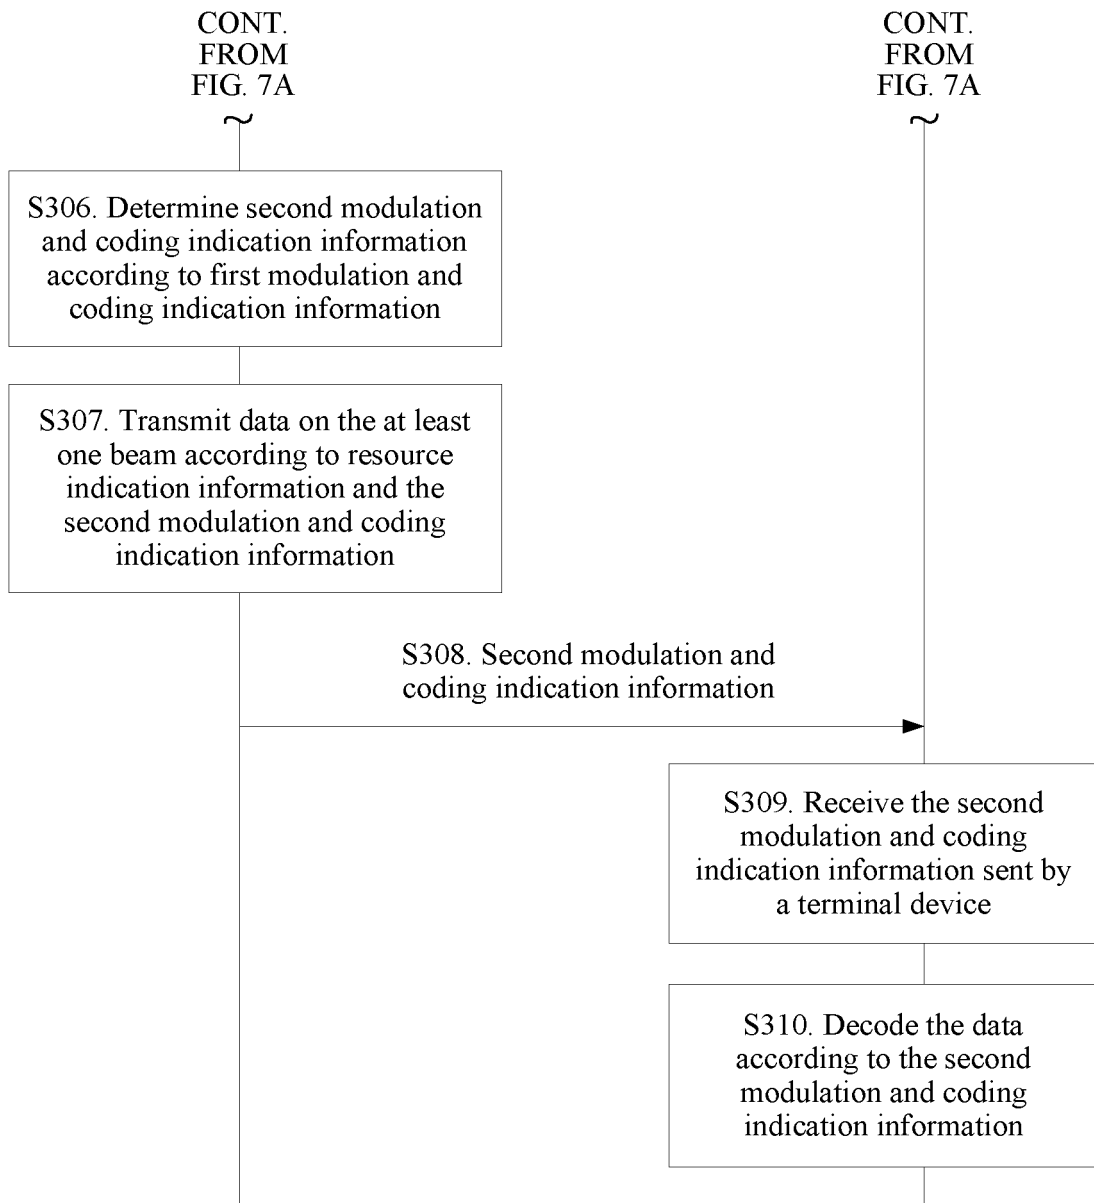 CONT.
FROM
FIG. 7A
CONT.
FROM
FIG. 7A
S306. Determine second modulation
and coding indication information
according to first modulation and
coding indication information
S307. Transmit data on the at least
one beam according to resource
indication information and the
second modulation and coding
indication information
S308. Second modulation and
coding indication information
S309. Receive the second
modulation and coding
indication information sent by
a terminal device
S310. Decode the data
according to the second
modulation and coding
indication information